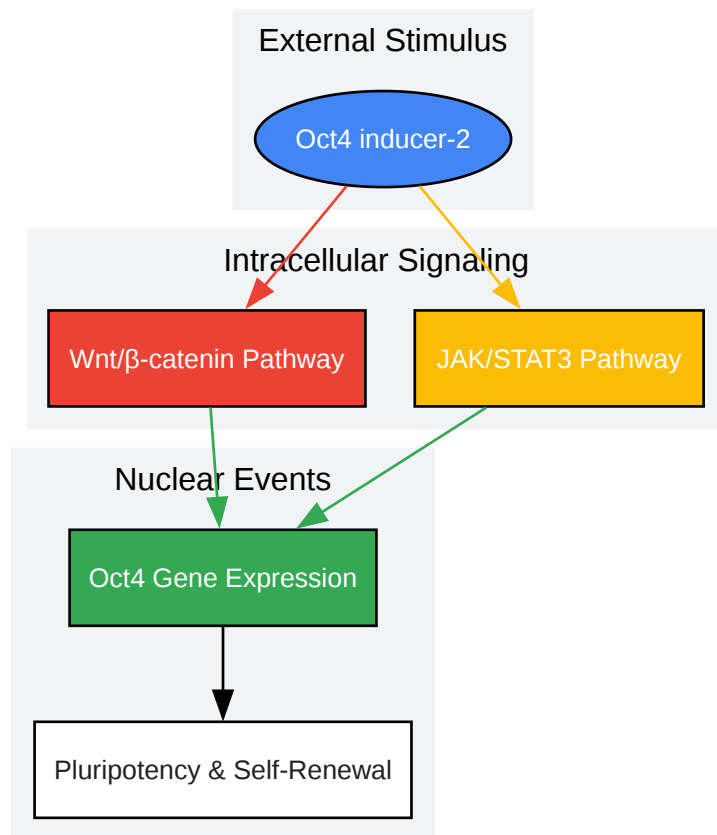 External Stimulus
Oct4 inducer-2
Intracellular Signaling
Wnt/β-catenin Pathway
JAK/STAT3 Pathway
Nuclear Events
Oct4 Gene Expression
Pluripotency & Self-Renewal